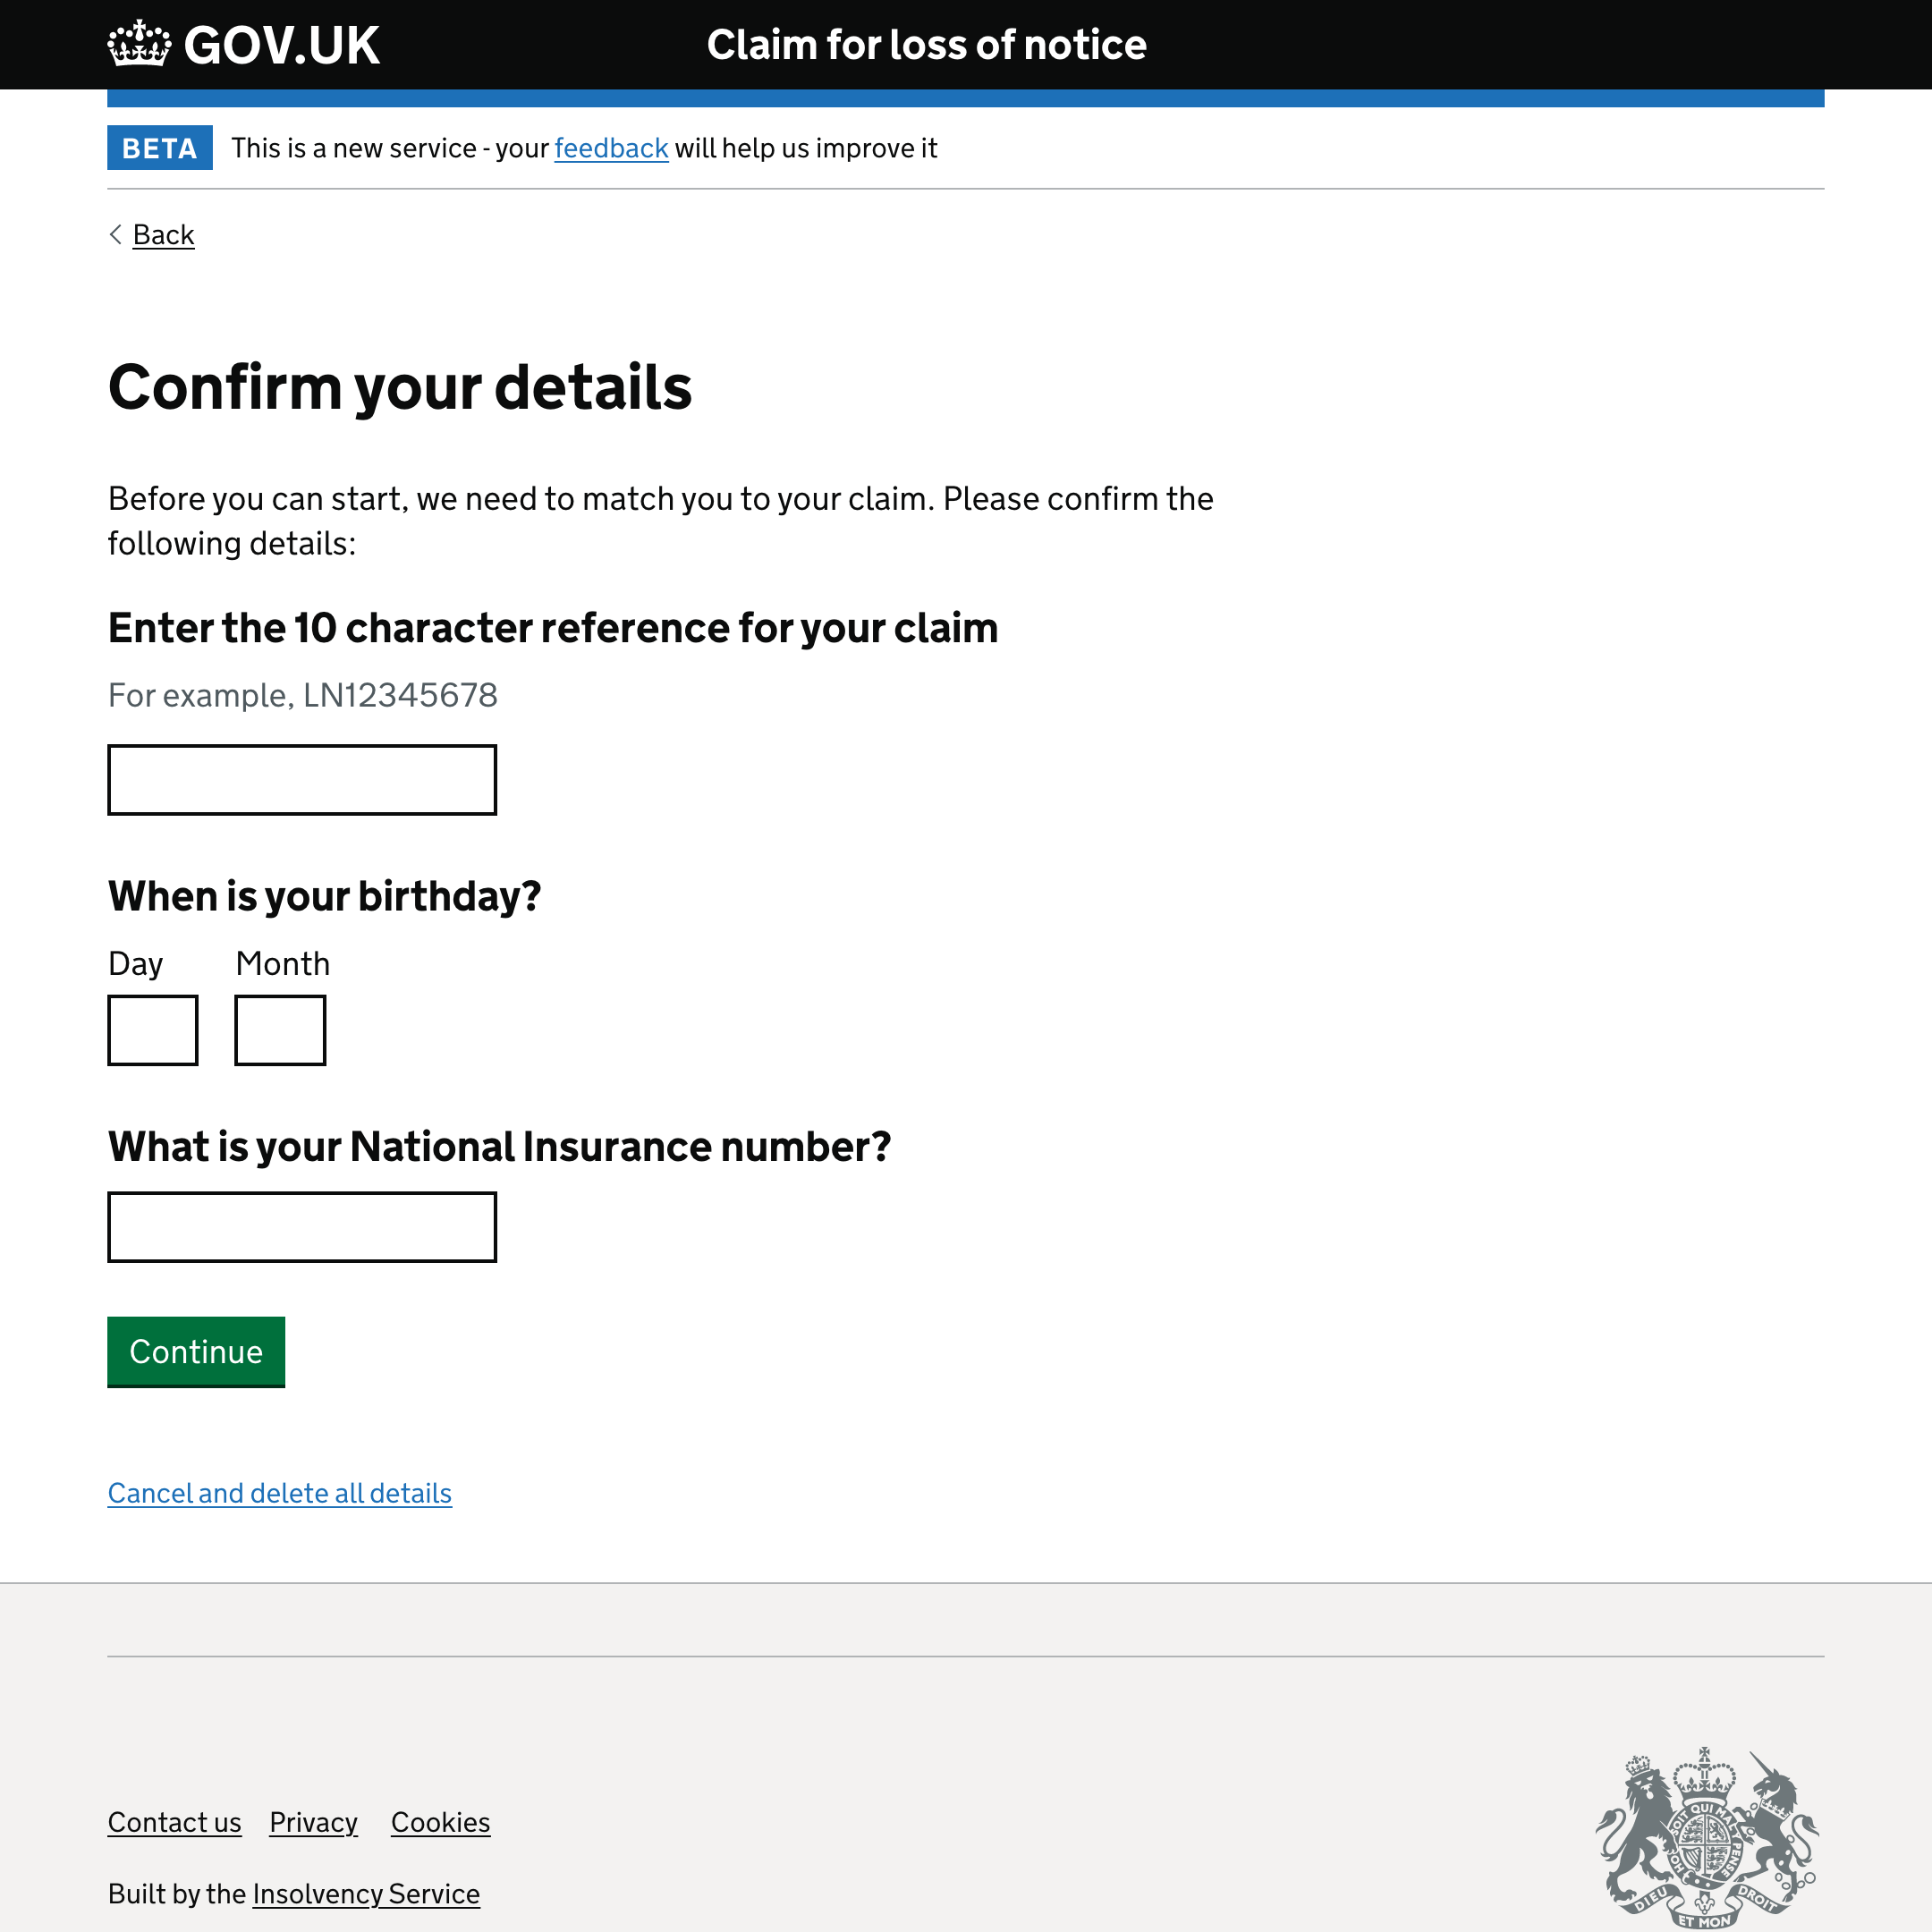 GOV.UK
Claim for loss of notice
BETA
This is a new service - your feedback will help us improve it
Back
Confirm your details
Before you can start, we need to match you to your claim. Please confirm the
following details:
Enter the 10 character reference for your claim
For example, LN12345678
When is your birthday?
Day Month
What is your National Insurance number?
Continue
Cancel and delete all details
Contact us Privacy Cookies
Built by the Insolvency Service
SOIT QUI MAL
PENSE
HO
DIEU ET MON DROIT